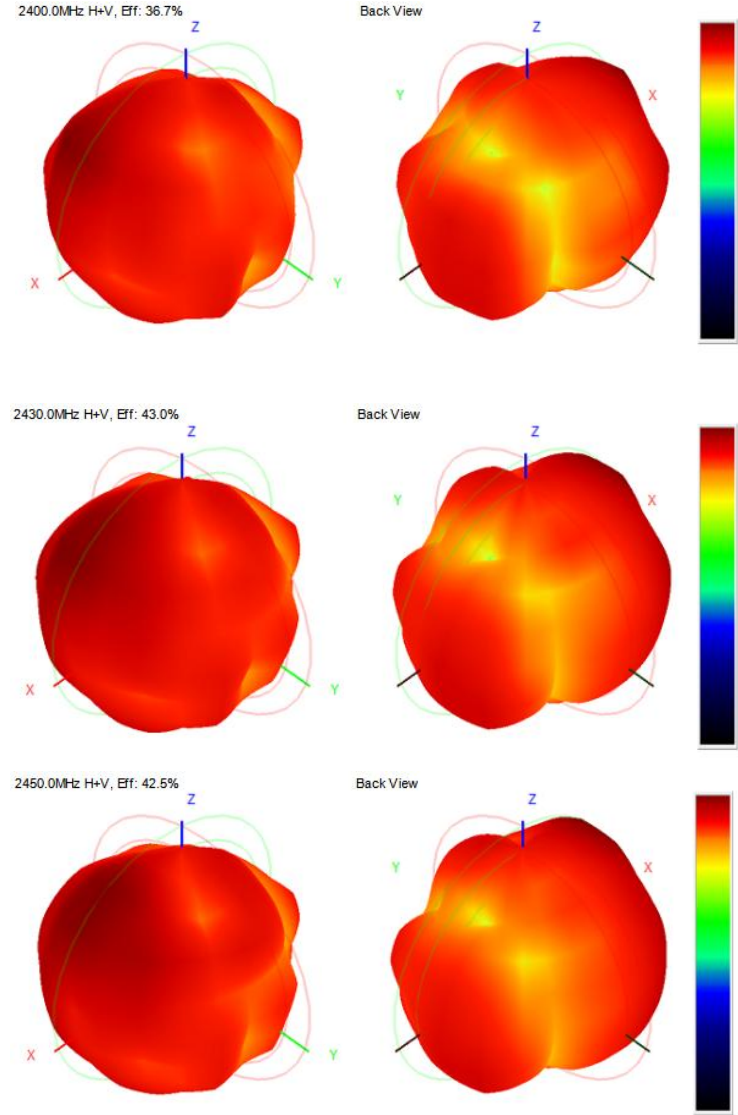 2400.0MHz H+V, Eff: 36.7%
Back View
Z
Z
Y
X
X
Y
2430.0MHz H+V, Eff: 43.0%
Back View
Z
Z
Y
X
X
Y
2450.0MHz H+V, Eff: 42.5%
Back View
Z
Z
Y
X
X
Y